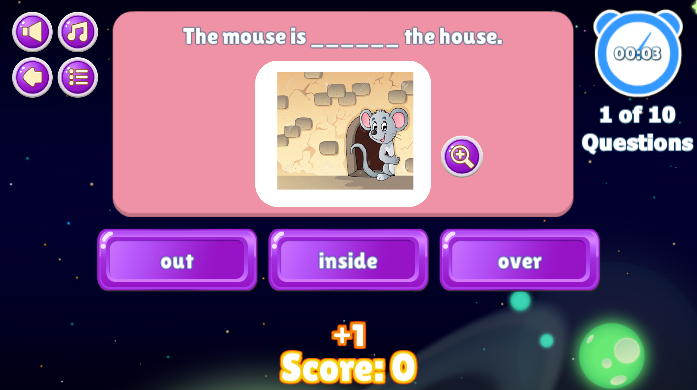 The mouse is ______ the house.
00:03
1 of 10
Questions
out
inside
over
+1
Score: 0